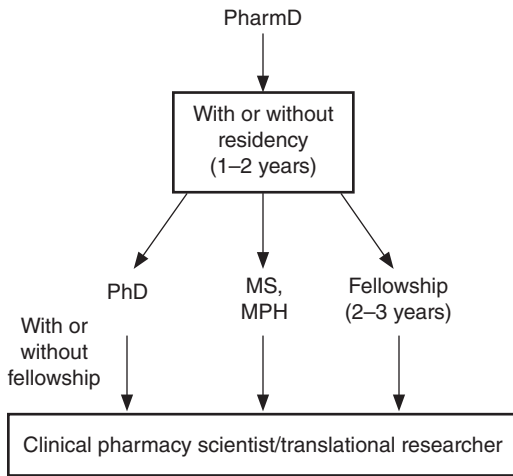 PharmD
With or without
residency
(1–2 years)
PhD
MS,
MPH
Fellowship
(2–3 years)
With or
without
fellowship
Clinical pharmacy scientist/translational researcher